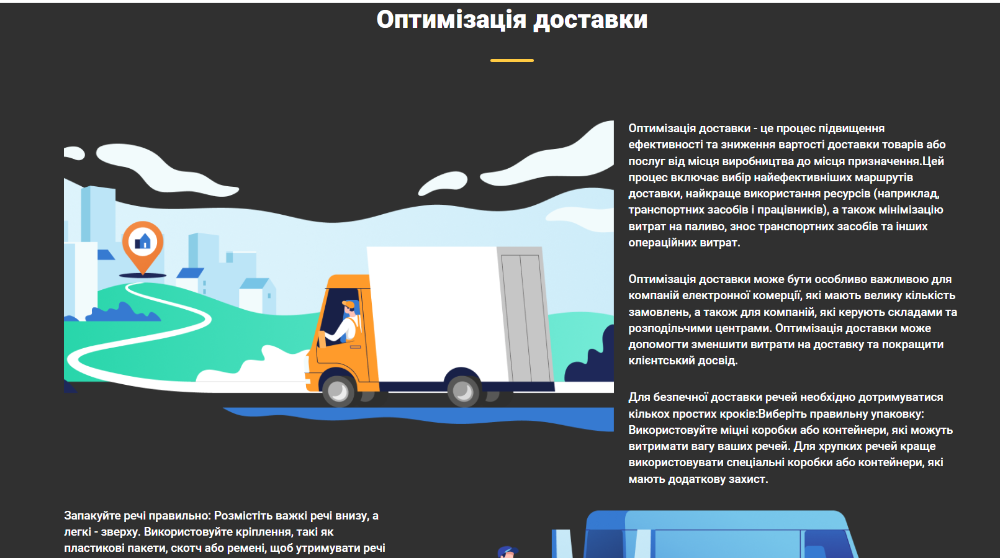 Оптимізація доставки
Оптимізація доставки - це процес підвищення
ефективності та зниження вартості доставки товарів або
послуг від місця виробництва до місця призначення.Цей
процес включає вибір найефективніших маршрутів
доставки, найкраще використання ресурсів (наприклад,
транспортних засобів і працівників), а також мінімізацію
витрат на паливо, знос транспортних засобів та інших
операційних витрат.
Оптимізація доставки може бути особливо важливою для
компаній електронної комерції, які мають велику кількість
замовлень, а також для компаній, які керують складами та
розподільчими центрами. Оптимізація доставки може
допомогти зменшити витрати на доставку та покращити
клієнтський досвід.
Для безпечної доставки речей необхідно дотримуватися
кількох простих кроків:Виберіть правильну упаковку:
Використовуйте міцні коробки або контейнери, які можуть
витримати вагу ваших речей. Для хрупких речей краще
використовувати спеціальні коробки або контейнери, які
мають додаткову захист.
Запакуйте речі правильно: Розмістіть важкі речі внизу, а
легкі - зверху. Використовуйте кріплення, такі як
пластикові пакети, скотч або ремені, щоб утримувати речі